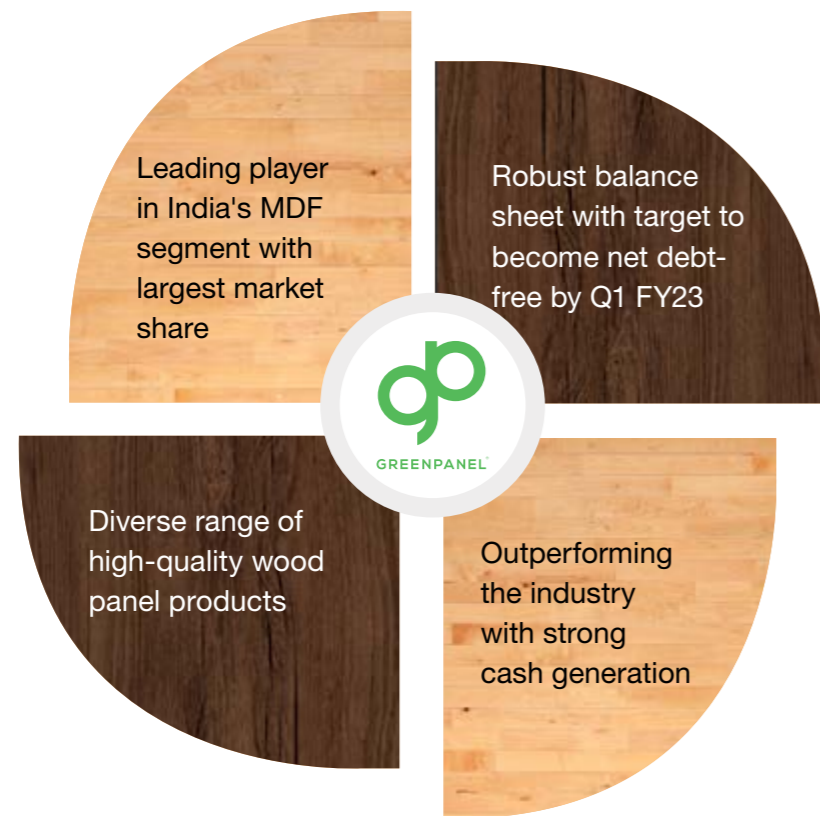 Leading player
in India's MDF
segment with
largest market
share
Robust balance
sheet with target to
become net debt-
free by Q1 FY23
GREENPANEL
Diverse range of
high-quality wood
panel products
Outperforming
the industry
with strong
cash generation